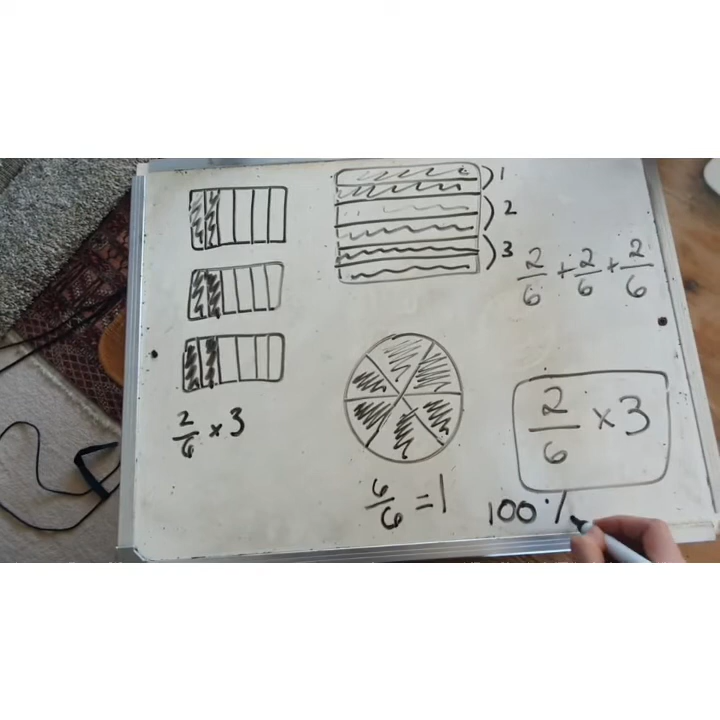 1
2
3
2/6 + 2/6 + 2/6
2/6 × 3
2/6 × 3
6/6 = 1
100%